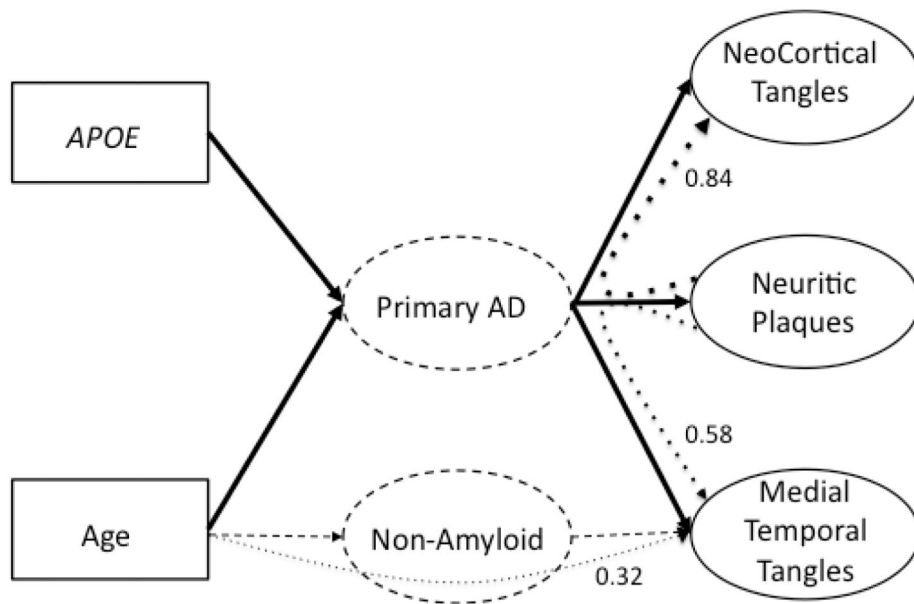 NeoCortical
Tangles
APOE
0.84
Primary AD
Neuritic
Plaques
0.58
Age
Non-Amyloid
0.32
Medial
Temporal
Tangles